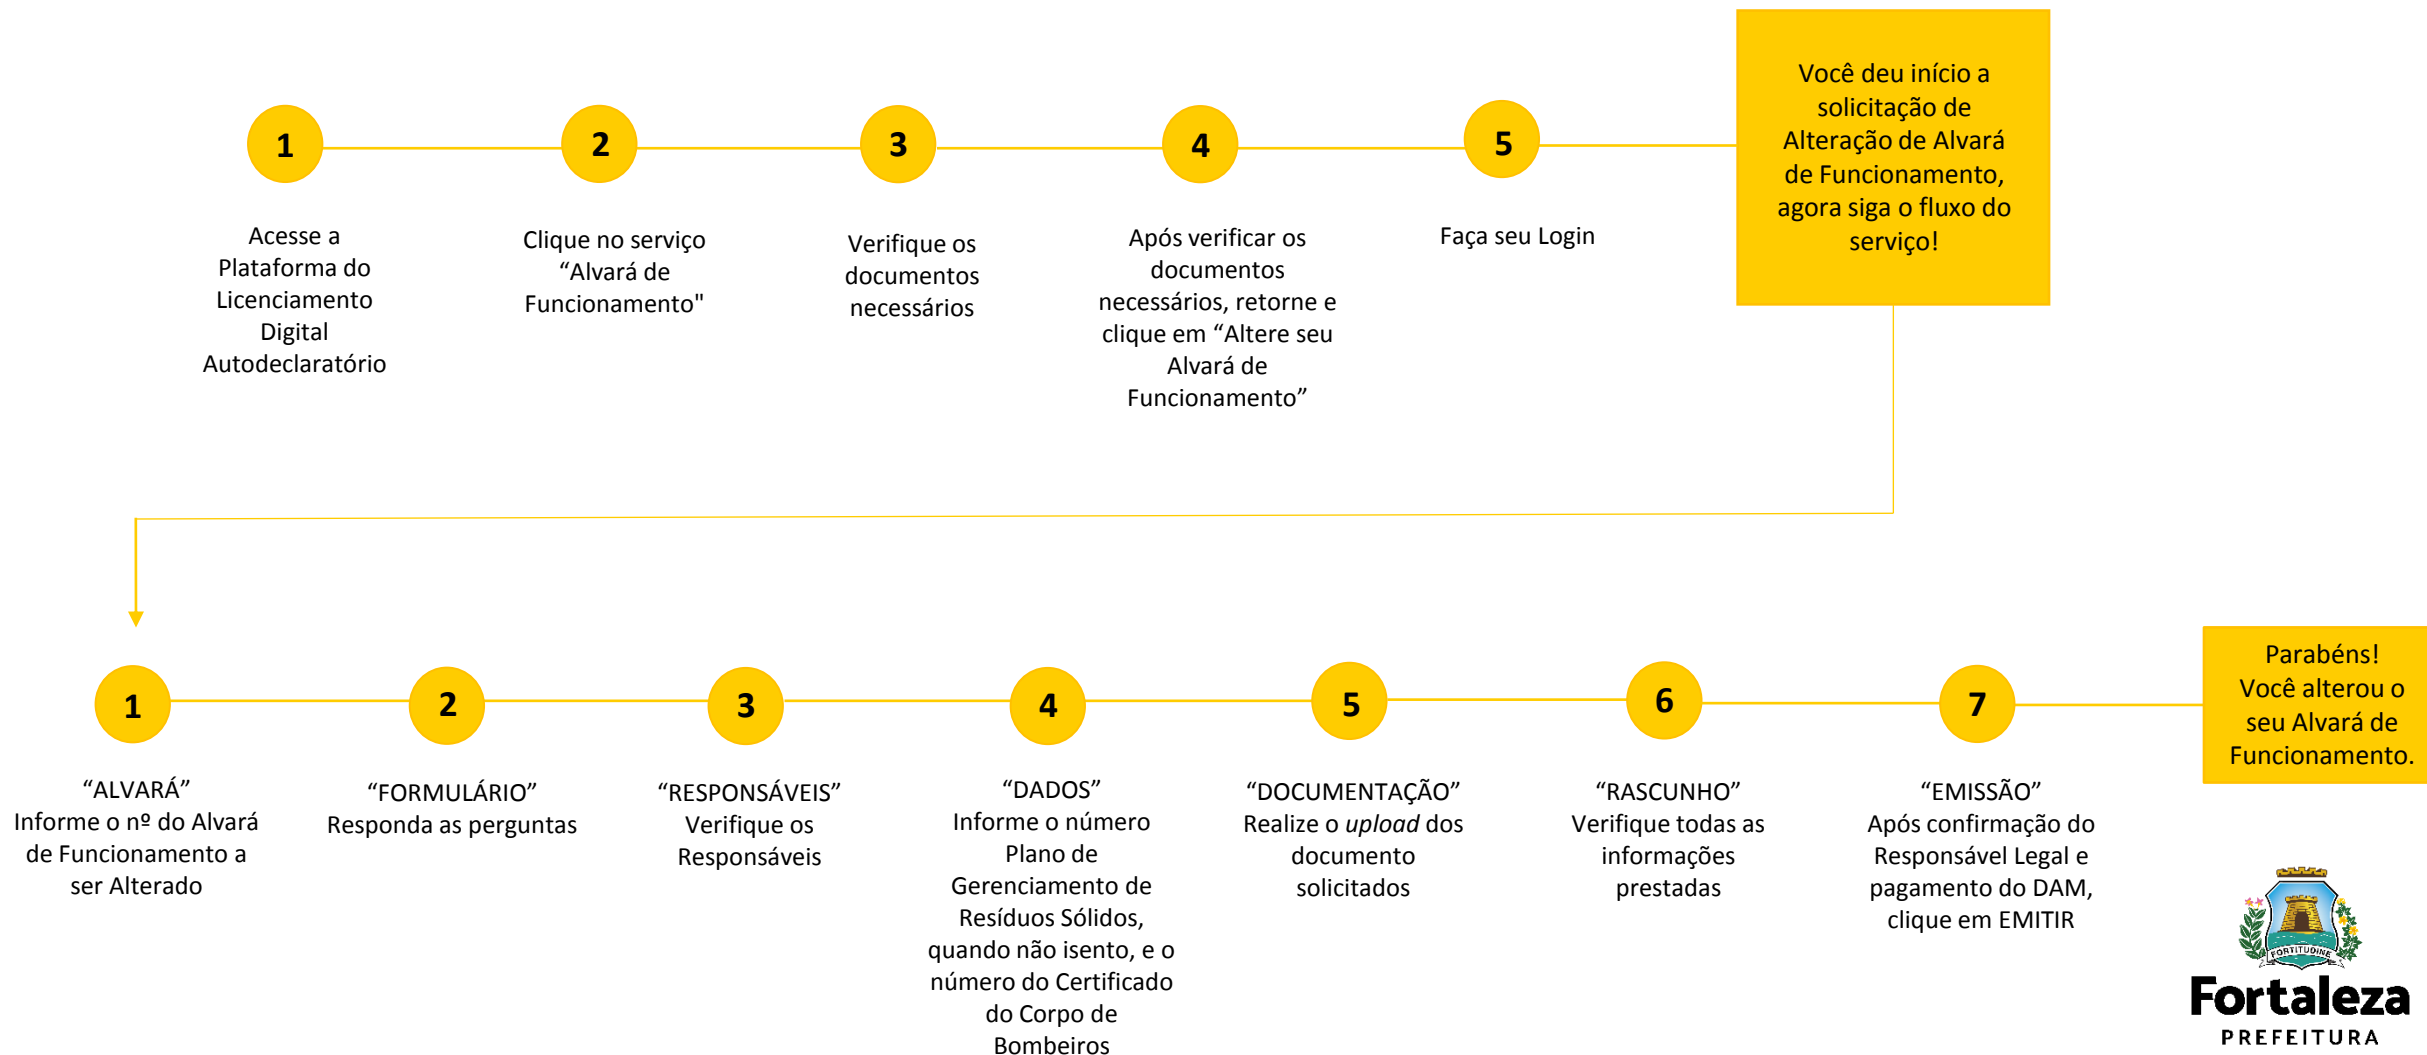 1
Acesse a
Plataforma do
Licenciamento
Digital
Autodeclaratório
2
Clique no serviço
“Alvará de
Funcionamento"
3
Verifique os
documentos
necessários
4
Após verificar os
documentos
necessários, retorne e
clique em “Altere seu
Alvará de
Funcionamento”
5
Faça seu Login
Você deu início a
solicitação de
Alteração de Alvará
de Funcionamento,
agora siga o fluxo do
serviço!
1
“ALVARÁ”
Informe o nº do Alvará
de Funcionamento a
ser Alterado
2
“FORMULÁRIO”
Responda as perguntas
3
“RESPONSÁVEIS”
Verifique os
Responsáveis
4
“DADOS”
Informe o número
Plano de
Gerenciamento de
Resíduos Sólidos,
quando não isento, e o
número do Certificado
do Corpo de
Bombeiros
5
“DOCUMENTAÇÃO”
Realize o upload dos
documento
solicitados
6
“RASCUNHO”
Verifique todas as
informações
prestadas
7
“EMISSÃO”
Após confirmação do
Responsável Legal e
pagamento do DAM,
clique em EMITIR
Parabéns!
Você alterou o
seu Alvará de
Funcionamento.
FORTITUDINE
Fortaleza
PREFEITURA